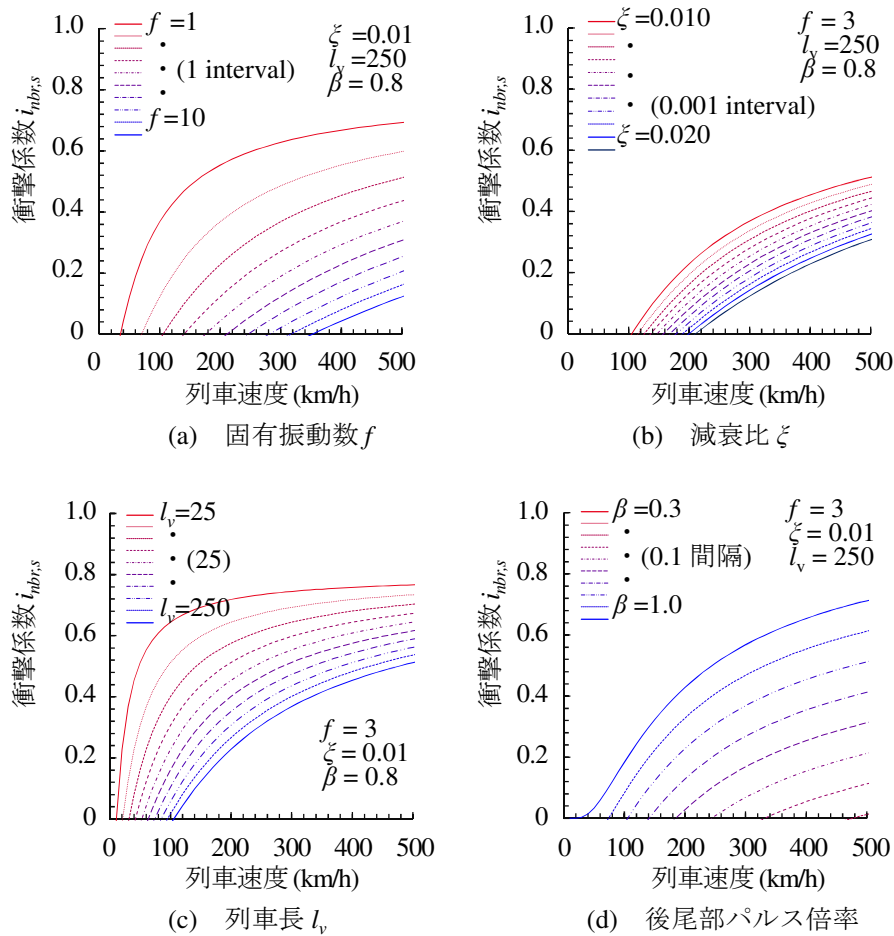 f=1
• (1 interval)
f=10
ξ=0.01
l_v=250
β = 0.8
1.0
0.8
0.6
0.4
0.2
0
衝撃係数 i_nbr,s
0 100 200 300 400 500
列車速度 (km/h)
(a) 固有振動数 f
ξ=0.010
• (0.001 interval)
ξ=0.020
f = 3
l_v=250
β = 0.8
1.0
0.8
0.6
0.4
0.2
0
衝撃係数 i_nbr,s
0 100 200 300 400 500
列車速度 (km/h)
(b) 減衰比 ξ
l_v=25
• (25)
l_v=250
f = 3
ξ=0.01
β = 0.8
1.0
0.8
0.6
0.4
0.2
0
衝撃係数 i_nbr,s
0 100 200 300 400 500
列車速度 (km/h)
(c) 列車長 l_v
β=0.3
• (0.1 間隔)
β=1.0
f = 3
ξ=0.01
l_v = 250
1.0
0.8
0.6
0.4
0.2
0
衝撃係数 i_nbr,s
0 100 200 300 400 500
列車速度 (km/h)
(d) 後尾部パルス倍率